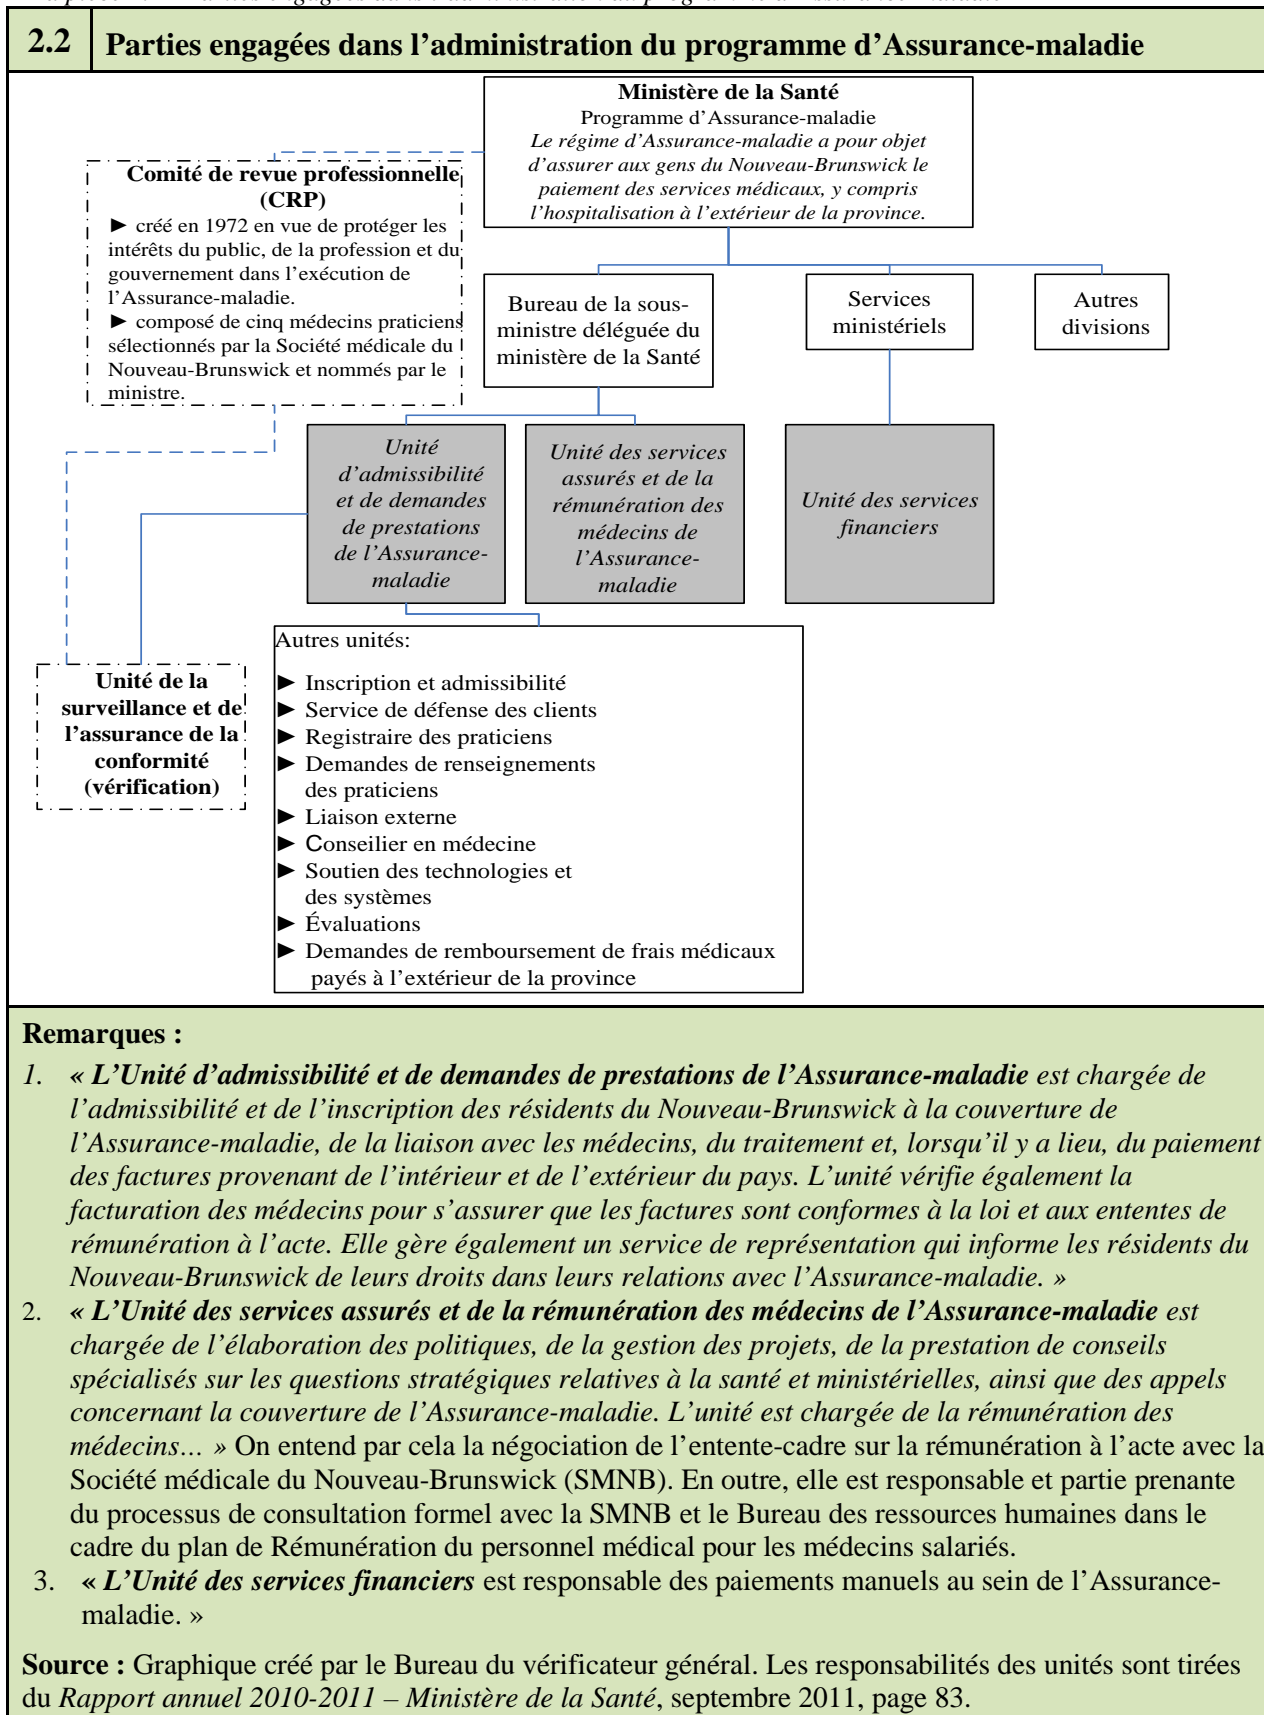 2.2 Parties engagées dans l’administration du programme d’Assurance-maladie
Ministère de la Santé
Programme d’Assurance-maladie
Le régime d’Assurance-maladie a pour objet
d’assurer aux gens du Nouveau-Brunswick le
paiement des services médicaux, y compris
l’hospitalisation à l’extérieur de la province.
Comité de revue professionnelle
(CRP)
► créé en 1972 en vue de protéger les
intérêts du public, de la profession et du
gouvernement dans l’exécution de
l’Assurance-maladie.
► composé de cinq médecins praticiens
sélectionnés par la Société médicale du
Nouveau-Brunswick et nommés par le
ministre.
Bureau de la sous-
ministre déléguée du
ministère de la Santé
Services
ministériels
Autres
divisions
Unité
d’admissibilité
et de demandes
de prestations
de l’Assurance-
maladie
Unité des services
assurés et de la
rémunération des
médecins de
l’Assurance-
maladie
Unité des services
financiers
Unité de la
surveillance et de
l’assurance de la
conformité
(vérification)
Autres unités:
► Inscription et admissibilité
► Service de défense des clients
► Registraire des praticiens
► Demandes de renseignements
des praticiens
► Liaison externe
► Conseilier en médecine
► Soutien des technologies et
des systèmes
► Évaluations
► Demandes de remboursement de frais médicaux
payés à l’extérieur de la province
Remarques :
1. « L’Unité d’admissibilité et de demandes de prestations de l’Assurance-maladie est chargée de
l’admissibilité et de l’inscription des résidents du Nouveau-Brunswick à la couverture de
l’Assurance-maladie, de la liaison avec les médecins, du traitement et, lorsqu’il y a lieu, du paiement
des factures provenant de l’intérieur et de l’extérieur du pays. L’unité vérifie également la
facturation des médecins pour s’assurer que les factures sont conformes à la loi et aux ententes de
rémunération à l’acte. Elle gère également un service de représentation qui informe les résidents du
Nouveau-Brunswick de leurs droits dans leurs relations avec l’Assurance-maladie. »
2. « L’Unité des services assurés et de la rémunération des médecins de l’Assurance-maladie est
chargée de l’élaboration des politiques, de la gestion des projets, de la prestation de conseils
spécialisés sur les questions stratégiques relatives à la santé et ministérielles, ainsi que des appels
concernant la couverture de l’Assurance-maladie. L’unité est chargée de la rémunération des
médecins… » On entend par cela la négociation de l’entente-cadre sur la rémunération à l’acte avec la
Société médicale du Nouveau-Brunswick (SMNB). En outre, elle est responsable et partie prenante
du processus de consultation formel avec la SMNB et le Bureau des ressources humaines dans le
cadre du plan de Rémunération du personnel médical pour les médecins salariés.
3. « L’Unité des services financiers est responsable des paiements manuels au sein de l’Assurance-
maladie. »
Source : Graphique créé par le Bureau du vérificateur général. Les responsabilités des unités sont tirées
du Rapport annuel 2010-2011 – Ministère de la Santé, septembre 2011, page 83.